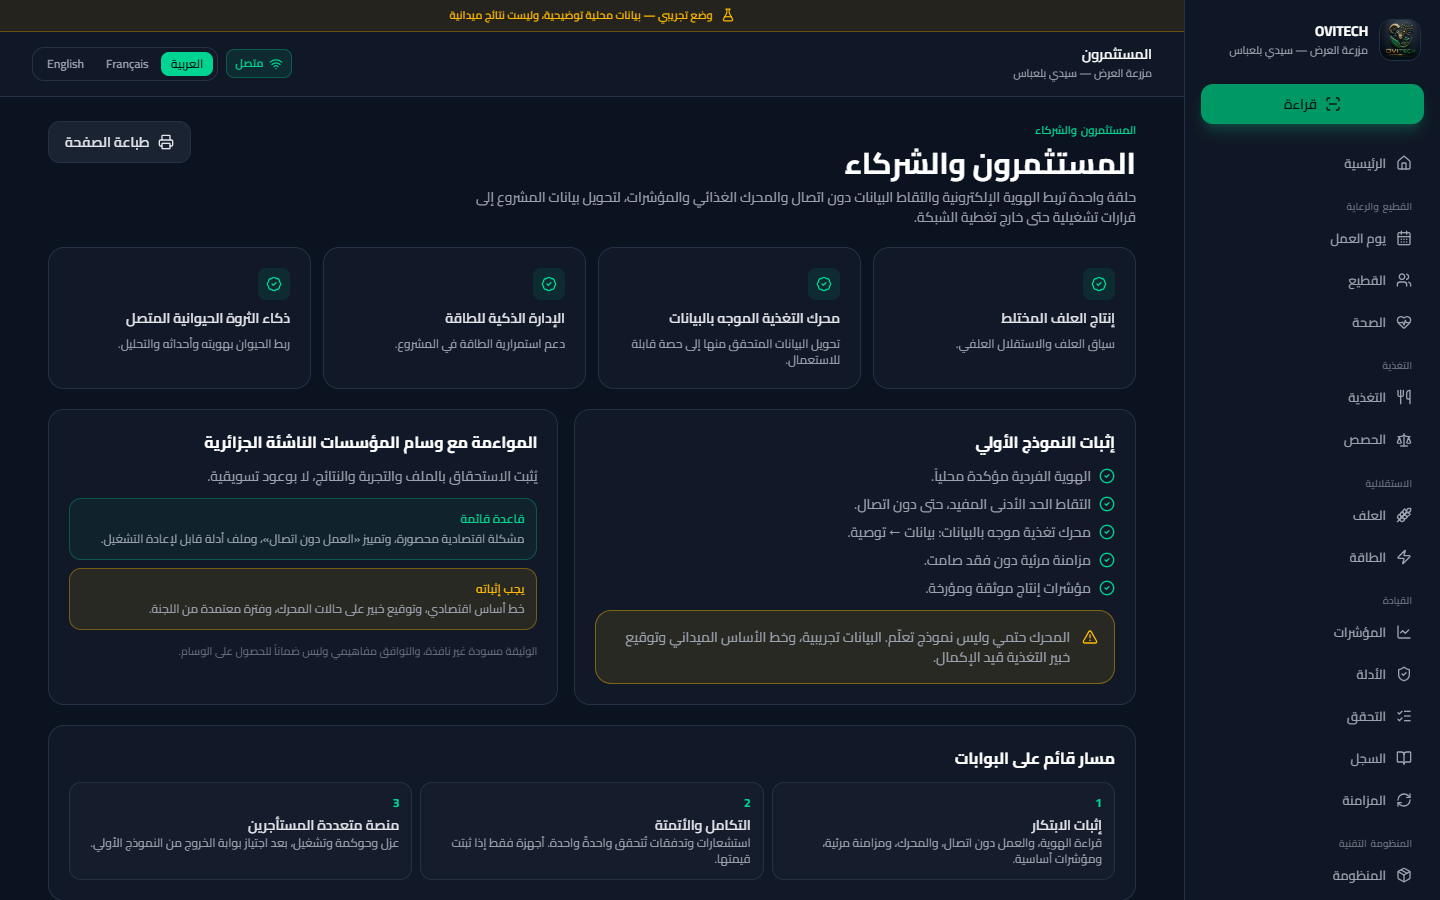 وضع تجريبي — بيانات محلية توضيحية، وليست نتائج ميدانية
OVITECH
مزرعة العرض — سيدي بلعباس
قراءة
الرئيسية
القطيع والرعاية
يوم العمل
القطيع
الصحة
التغذية
التغذية
الحصص
الاستقلالية
العلف
الطاقة
القيادة
المؤشرات
الأدلة
التحقق
السجل
المزامنة
المنظومة التقنية
المنظومة
المستثمرون
مزرعة العرض — سيدي بلعباس
متصل
العربية
Français
English
المستثمرون والشركاء
المستثمرون والشركاء
حلقة واحدة تربط الهوية الإلكترونية والتقاط البيانات دون اتصال والمحرك الغذائي والمؤشرات، لتحويل بيانات المشروع إلى
قرارات تشغيلية حتى خارج تغطية الشبكة.
طباعة الصفحة
إنتاج العلف المختلط
سياق العلف والاستقلال العلفي.
محرك التغذية الموجه بالبيانات
تحويل البيانات المتحقق منها إلى حصة قابلة
للاستعمال.
الإدارة الذكية للطاقة
دعم استمرارية الطاقة في المشروع.
ذكاء الثروة الحيوانية المتصل
ربط الحيوان بهويته وأحداثه والتحليل.
إثبات النموذج الأولي
الهوية الفردية مؤكدة محلياً.
التقاط الحد الأدنى المفيد، حتى دون اتصال.
محرك تغذية موجه بالبيانات: بيانات ← توصية.
مزامنة مرئية دون فقد صامت.
مؤشرات إنتاج موثقة ومؤرخة.
المحرك حتمي وليس نموذج تعلّم. البيانات تجريبية، وخط الأساس الميداني وتوقيع
خبير التغذية قيد الإكمال.
المواءمة مع وسام المؤسسات الناشئة الجزائرية
يُثبت الاستحقاق بالملف والتجربة والنتائج، لا بوعود تسويقية.
قاعدة قائمة
مشكلة اقتصادية محصورة، وتمييز «العمل دون اتصال»، وملف أدلة قابل لإعادة التشغيل.
يجب إثباته
خط أساس اقتصادي، وتوقيع خبير على حالات المحرك، وفترة معتمدة من اللجنة.
الوثيقة مسودة غير نافذة، والتوافق مفاهيمي وليس ضماناً للحصول على الوسام.
مسار قائم على البوابات
1
إثبات الابتكار
قراءة الهوية، والعمل دون اتصال، والمحرك، ومزامنة مرئية،
ومؤشرات أساسية.
2
التكامل والأتمتة
استشعارات وتدفقات تُتحقق واحدةً واحدة. أجهزة فقط إذا ثبتت
قيمتها.
3
منصة متعددة المستأجرين
عزل وحوكمة وتشغيل، بعد اجتياز بوابة الخروج من النموذج الأولي.